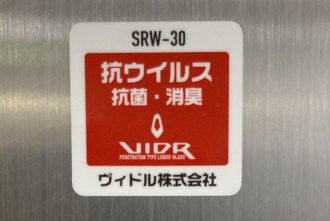 SRW-30
抗ウイルス
抗菌・消臭
VIDR
PENETRATION TYPE LIQUID GLASS
ヴィドル株式会社